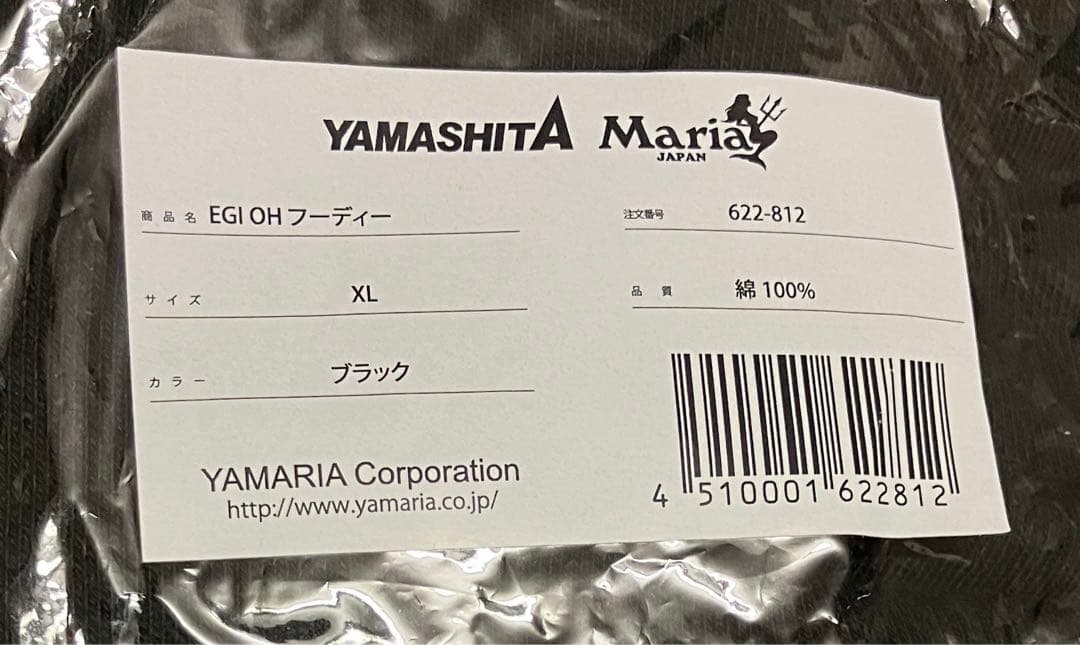 YAMASHITA Maria
JAPAN
商品名 EGI OH フーディー
注文番号 622-812
サイズ XL
品質 綿 100%
カラー ブラック
YAMARIA Corporation
http://www.yamaria.co.jp/
4 510001 622812